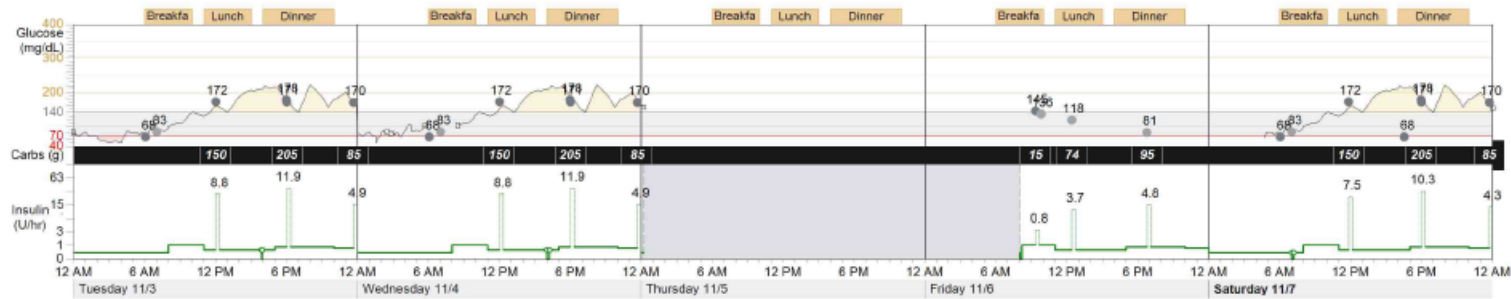 Breakfa Lunch Dinner Breakfa Lunch Dinner Breakfa Lunch Dinner Breakfa Lunch Dinner Breakfa Lunch Dinner
400
Glucose
(mg/dL)
300
200
172 170 172 170 118 172 170
140
83 83 81 83
68 68 68 68
70
40
Carbs (g) 150 205 85 150 205 85 15 74 95 150 205 85
63
8.8 11.9 4.9 8.8 11.9 4.9 0.8 3.7 4.8 7.5 10.3 4.3
Insulin 15
(U/hr)
3
1
0
12 AM 6 AM 12 PM 6 PM 12 AM 6 AM 12 PM 6 PM 12 AM 6 AM 12 PM 6 PM 12 AM 6 AM 12 PM 6 PM 12 AM 6 AM 12 PM 6 PM 12 AM
Tuesday 11/3 Wednesday 11/4 Thursday 11/5 Friday 11/6 Saturday 11/7